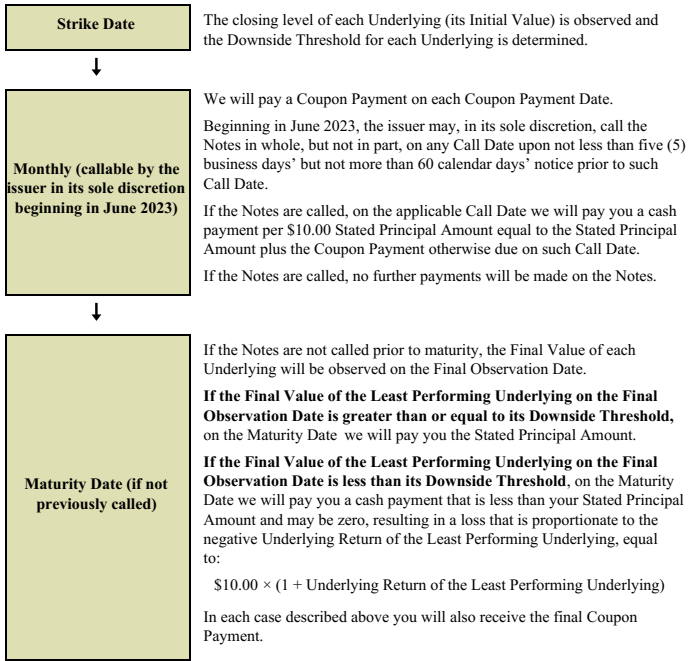 Strike Date
The closing level of each Underlying (its Initial Value) is observed and
the Downside Threshold for each Underlying is determined.
Monthly (callable by the
issuer in its sole discretion
beginning in June 2023)
We will pay a Coupon Payment on each Coupon Payment Date.
Beginning in June 2023, the issuer may, in its sole discretion, call the
Notes in whole, but not in part, on any Call Date upon not less than five (5)
business days’ but not more than 60 calendar days’ notice prior to such
Call Date.
If the Notes are called, on the applicable Call Date we will pay you a cash
payment per $10.00 Stated Principal Amount equal to the Stated Principal
Amount plus the Coupon Payment otherwise due on such Call Date.
If the Notes are called, no further payments will be made on the Notes.
Maturity Date (if not
previously called)
If the Notes are not called prior to maturity, the Final Value of each
Underlying will be observed on the Final Observation Date.
If the Final Value of the Least Performing Underlying on the Final
Observation Date is greater than or equal to its Downside Threshold,
on the Maturity Date we will pay you the Stated Principal Amount.
If the Final Value of the Least Performing Underlying on the Final
Observation Date is less than its Downside Threshold, on the Maturity
Date we will pay you a cash payment that is less than your Stated Principal
Amount and may be zero, resulting in a loss that is proportionate to the
negative Underlying Return of the Least Performing Underlying, equal
to:
$10.00 × (1 + Underlying Return of the Least Performing Underlying)
In each case described above you will also receive the final Coupon
Payment.